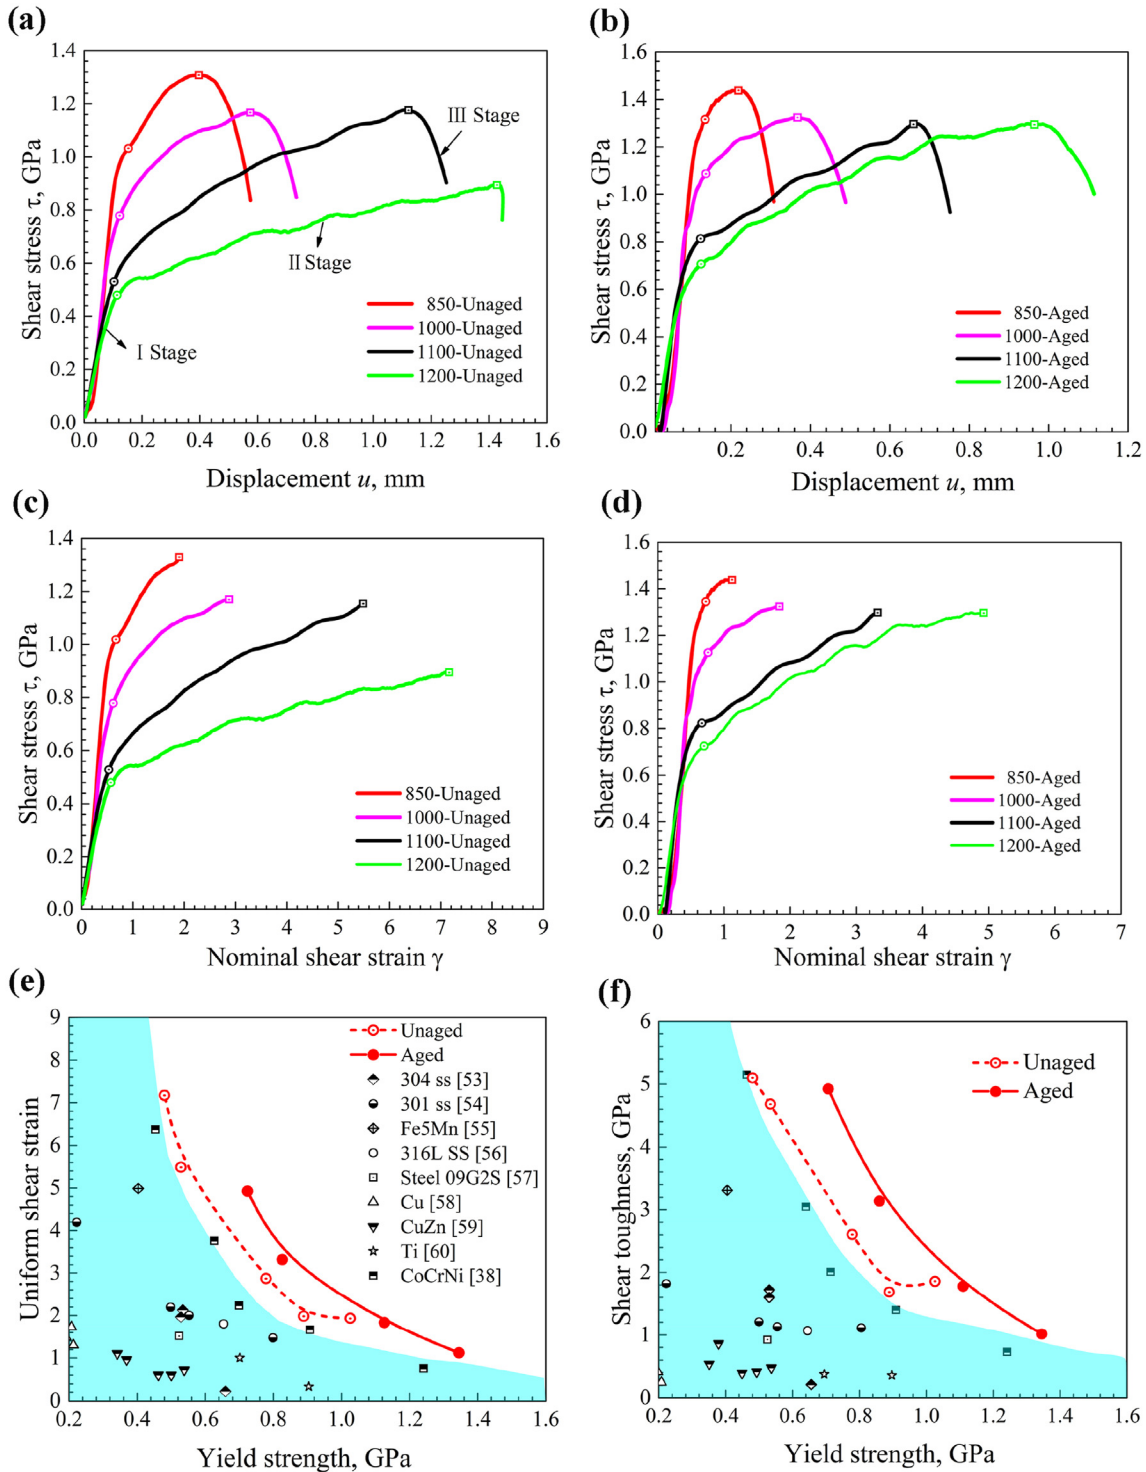 (a)
1.4
1.2
1.0
0.8
0.6
0.4
0.2
0.0
Shear stress τ, GPa
III Stage
II Stage
I Stage
850-Unaged
1000-Unaged
1100-Unaged
1200-Unaged
0.0 0.2 0.4 0.6 0.8 1.0 1.2 1.4 1.6
Displacement u, mm
(b)
1.6
1.4
1.2
1.0
0.8
0.6
0.4
0.2
0.0
Shear stress τ, GPa
850-Aged
1000-Aged
1100-Aged
1200-Aged
0.2 0.4 0.6 0.8 1.0 1.2
Displacement u, mm
(c)
1.4
1.2
1.0
0.8
0.6
0.4
0.2
0.0
Shear stress τ, GPa
850-Unaged
1000-Unaged
1100-Unaged
1200-Unaged
0 1 2 3 4 5 6 7 8 9
Nominal shear strain γ
(d)
1.6
1.4
1.2
1.0
0.8
0.6
0.4
0.2
0.0
Shear stress τ, GPa
850-Aged
1000-Aged
1100-Aged
1200-Aged
0 1 2 3 4 5 6 7
Nominal shear strain γ
(e)
9
8
7
6
5
4
3
2
1
0
Uniform shear strain
Unaged
Aged
304 ss [53]
301 ss [54]
Fe5Mn [55]
316L SS [56]
Steel 09G2S [57]
Cu [58]
CuZn [59]
Ti [60]
CoCrNi [38]
0.2 0.4 0.6 0.8 1.0 1.2 1.4 1.6
Yield strength, GPa
(f)
6
5
4
3
2
1
0
Shear toughness, GPa
Unaged
Aged
0.2 0.4 0.6 0.8 1.0 1.2 1.4 1.6
Yield strength, GPa